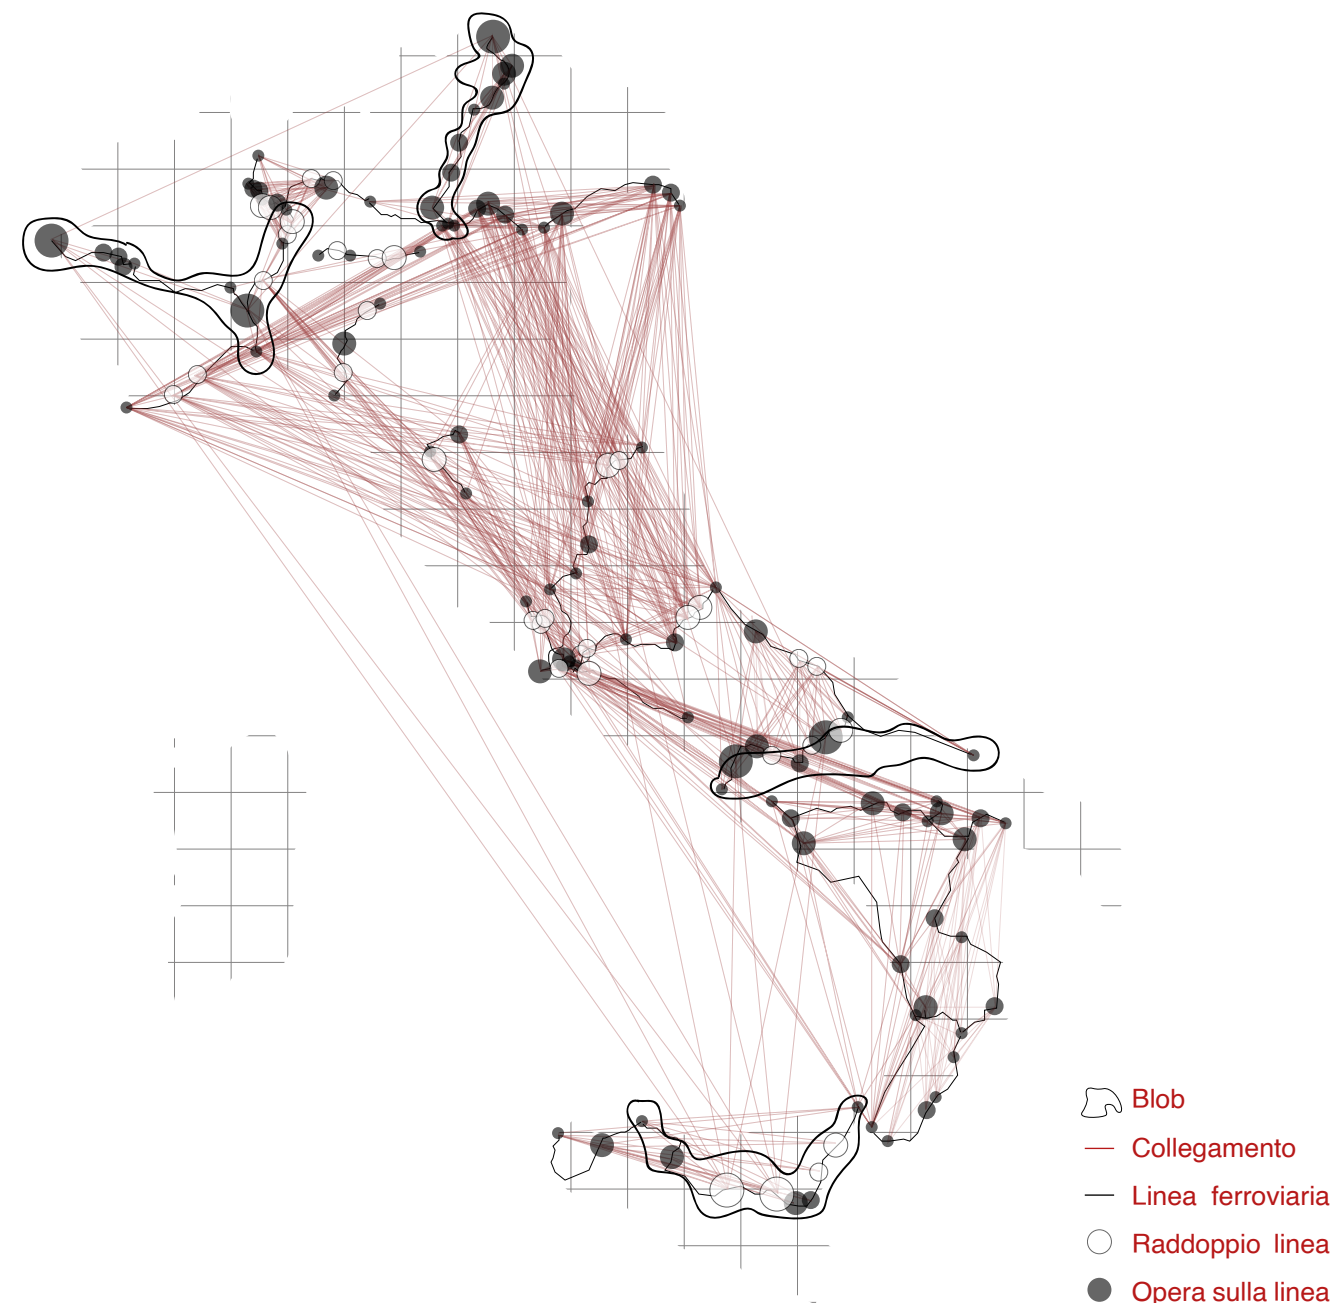 Blob
Collegamento
Linea ferroviaria
Raddoppio linea
Opera sulla linea